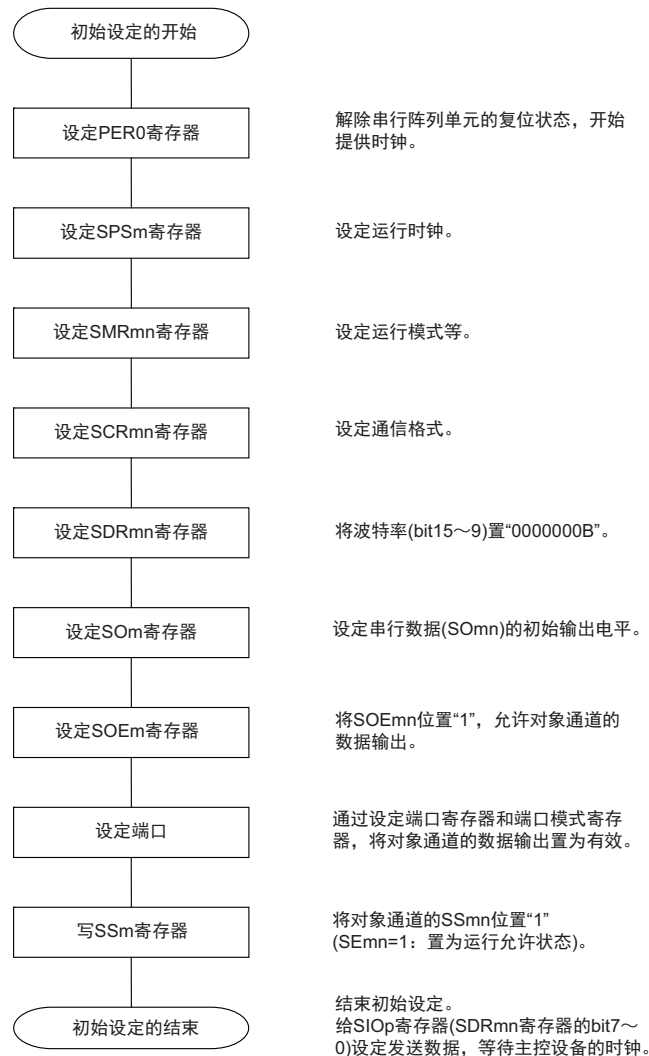 初始设定的开始
设定PER0寄存器
解除串行阵列单元的复位状态，开始
提供时钟。
设定SPSm寄存器
设定运行时钟。
设定SMRmn寄存器
设定运行模式等。
设定SCRmn寄存器
设定通信格式。
设定SDRmn寄存器
将波特率(bit15～9)置“0000000B”。
设定SOm寄存器
设定串行数据(SOmn)的初始输出电平。
设定SOEm寄存器
将SOEmn位置“1”，允许对象通道的
数据输出。
设定端口
通过设定端口寄存器和端口模式寄存
器，将对象通道的数据输出置为有效。
写SSm寄存器
将对象通道的SSmn位置“1”
(SEmn=1：置为运行允许状态)。
初始设定的结束
结束初始设定。
给SIOp寄存器(SDRmn寄存器的bit7～
0)设定发送数据，等待主控设备的时钟。